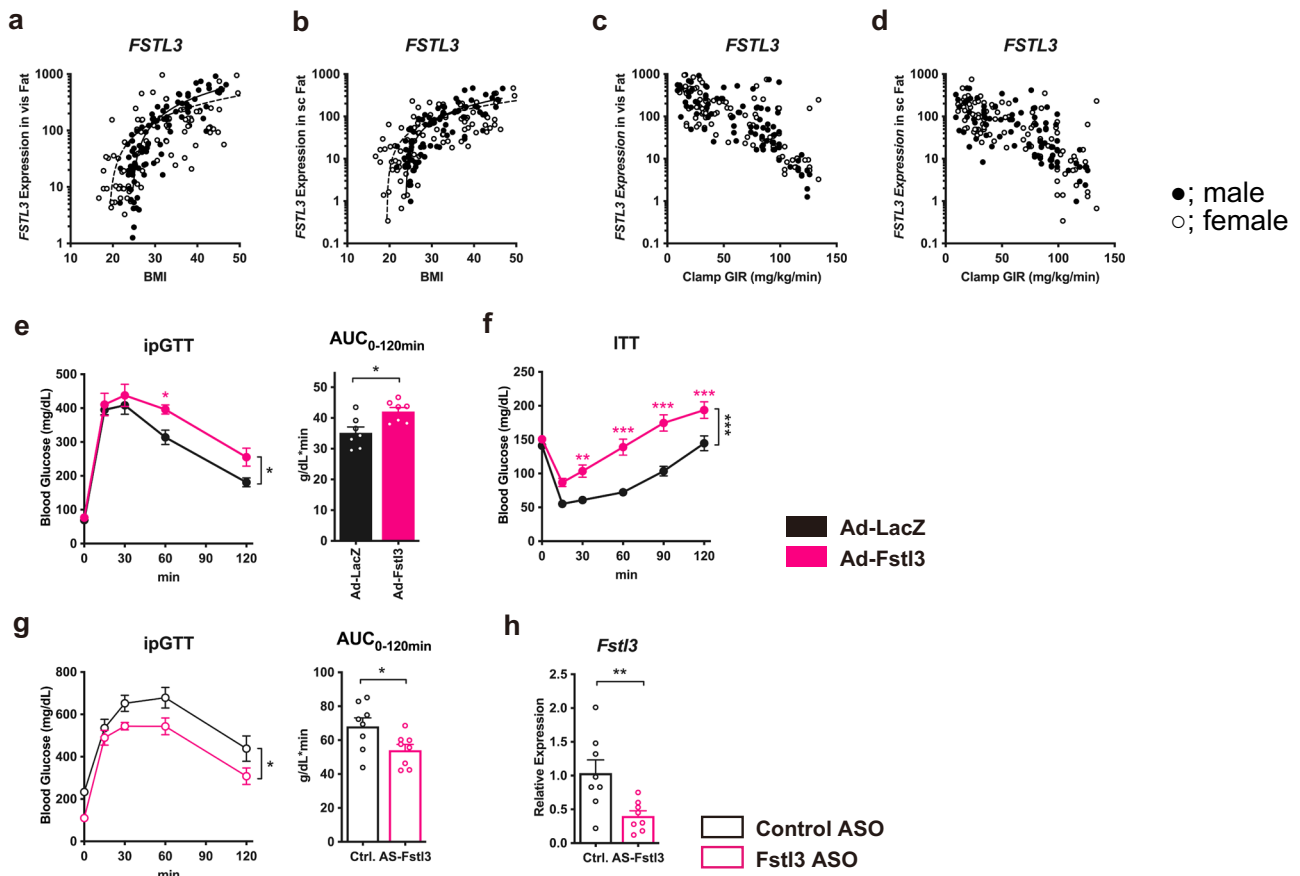 a
FSTL3
FSTL3 Expression in vis Fat
1000
100
10
1
10 20 30 40 50
BMI
b
FSTL3
FSTL3 Expression in sc Fat
1000
100
10
1
0.1
10 20 30 40 50
BMI
c
FSTL3
FSTL3 Expression in vis Fat
1000
100
10
1
0.1
0 50 100 150
Clamp GIR (mg/kg/min)
d
FSTL3
FSTL3 Expression in sc Fat
1000
100
10
1
0.1
0 50 100 150
Clamp GIR (mg/kg/min)
●; male
○; female
e
ipGTT
Blood Glucose (mg/dL)
500
400
300
200
100
0
0 30 60 90 120
min
*
*
AUC0-120min
g/dL*min
50
40
30
20
10
0
*
Ad-LacZ
Ad-Fstl3
f
ITT
Blood Glucose (mg/dL)
200
150
100
50
0
0 30 60 90 120
min
**
***
***
***
***
Ad-LacZ
Ad-Fstl3
g
ipGTT
Blood Glucose (mg/dL)
800
600
400
200
0
0 30 60 90 120
min
*
AUC0-120min
g/dL*min
100
80
60
40
20
0
*
Ctrl. AS-Fstl3
h
Fstl3
Relative Expression
2.5
2.0
1.5
1.0
0.5
0.0
**
Ctrl. AS-Fstl3
Control ASO
Fstl3 ASO